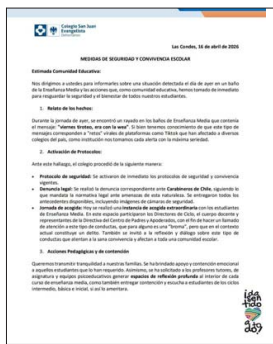 Colegio San Juan
Evangelista
Las Condes, 16 de abril de 2026
MEDIDAS DE SEGURIDAD Y CONVIVENCIA ESCOLAR
Estimada Comunidad Educativa:
Nos dirigimos a ustedes para informarles sobre una situación detectada el día de ayer en un baño
de la Enseñanza Media y las acciones que, como comunidad educativa, hemos tomado de inmediato
para resguardar la seguridad y el bienestar de todos nuestros estudiantes.
1. Relato de los hechos:
Durante la jornada de ayer, se encontró un rayado en los baños de Enseñanza Media que contenía
el mensaje: "viernes tiroteo, era con la wea". Si bien tenemos conocimiento de que este tipo de
mensajes corresponden a "retos" virales de plataformas como Tiktok que han afectado a diversos
colegios del país, como institución nos tomamos cada alerta con la máxima seriedad.
2. Activación de Protocolos:
Ante este hallazgo, el colegio procedió de la siguiente manera:
• Protocolo de seguridad: Se activaron de inmediato los protocolos de seguridad y convivencia
vigentes.
• Denuncia legal: Se realizó la denuncia correspondiente ante Carabineros de Chile, siguiendo lo
que mandata la normativa legal ante amenazas de esta naturaleza. Se entregaron todos los
antecedentes disponibles, incluyendo imágenes de cámaras de seguridad.
• Jornada de acogida: Hoy se realizó una instancia de acogida extraordinaria con los estudiantes
de Enseñanza Media. En este espacio participaron los Directores de Ciclo, el cuerpo docente y
representantes de la Directiva del Centro de Padres y Apoderados, con el fin de hacer un llamado
de atención a este tipo de conductas, que para alguno es una "broma", pero que en el contexto
actual constituye un delito. También se invitó a la reflexión y diálogo sobre este tipo de
conductas que atentan a la sana convivencia y afectan a toda una comunidad escolar.
3. Acciones Pedagógicas y de contención
Queremos transmitir tranquilidad a nuestras familias. Se ha brindado apoyo y contención emocional
a aquellos estudiantes que lo han requerido. Asimismo, se ha solicitado a los profesores tutores, de
asignatura y equipos psicoeducativos generar espacios de reflexión profunda al interior de cada
curso de enseñanza media, como también entregar contención y escucha a estudiantes de los ciclos
intermedio, básico e inicial, si así lo ameritara.